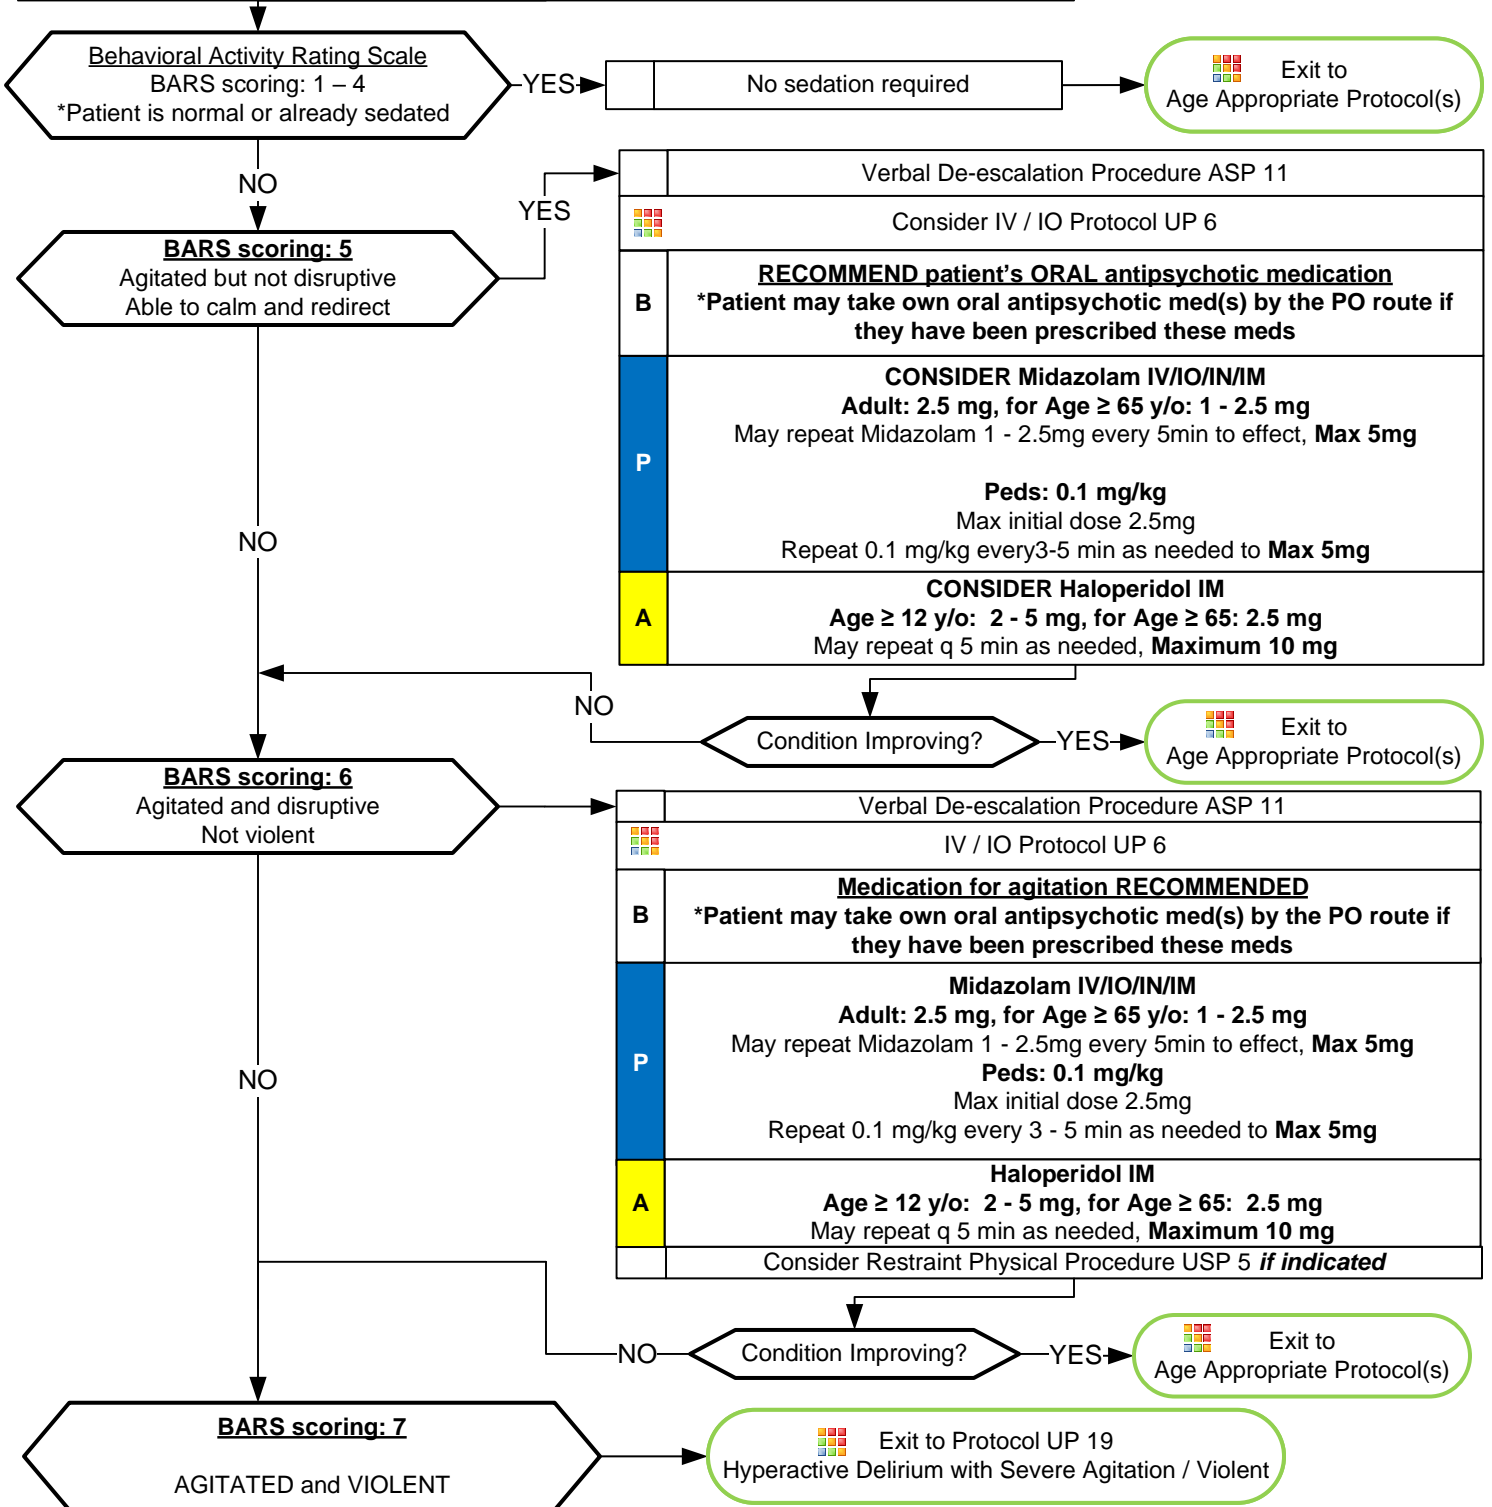 Behavioral Activity Rating Scale
BARS scoring: 1 – 4
*Patient is normal or already sedated
YES
No sedation required
Exit to
Age Appropriate Protocol(s)
NO
BARS scoring: 5
Agitated but not disruptive
Able to calm and redirect
YES
Verbal De-escalation Procedure ASP 11
Consider IV / IO Protocol UP 6
B
RECOMMEND patient's ORAL antipsychotic medication
*Patient may take own oral antipsychotic med(s) by the PO route if
they have been prescribed these meds
P
CONSIDER Midazolam IV/IO/IN/IM
Adult: 2.5 mg, for Age ≥ 65 y/o: 1 - 2.5 mg
May repeat Midazolam 1 - 2.5mg every 5min to effect, Max 5mg
Peds: 0.1 mg/kg
Max initial dose 2.5mg
Repeat 0.1 mg/kg every3-5 min as needed to Max 5mg
A
CONSIDER Haloperidol IM
Age ≥ 12 y/o:  2 - 5 mg, for Age ≥ 65: 2.5 mg
May repeat q 5 min as needed, Maximum 10 mg
NO
NO
Condition Improving?
YES
Exit to
Age Appropriate Protocol(s)
BARS scoring: 6
Agitated and disruptive
Not violent
Verbal De-escalation Procedure ASP 11
IV / IO Protocol UP 6
B
Medication for agitation RECOMMENDED
*Patient may take own oral antipsychotic med(s) by the PO route if
they have been prescribed these meds
P
Midazolam IV/IO/IN/IM
Adult: 2.5 mg, for Age ≥ 65 y/o: 1 - 2.5 mg
May repeat Midazolam 1 - 2.5mg every 5min to effect, Max 5mg
Peds: 0.1 mg/kg
Max initial dose 2.5mg
Repeat 0.1 mg/kg every 3 - 5 min as needed to Max 5mg
A
Haloperidol IM
Age ≥ 12 y/o:  2 - 5 mg, for Age ≥ 65:  2.5 mg
May repeat q 5 min as needed, Maximum 10 mg
Consider Restraint Physical Procedure USP 5 if indicated
NO
NO
Condition Improving?
YES
Exit to
Age Appropriate Protocol(s)
BARS scoring: 7
AGITATED and VIOLENT
Exit to Protocol UP 19
Hyperactive Delirium with Severe Agitation / Violent